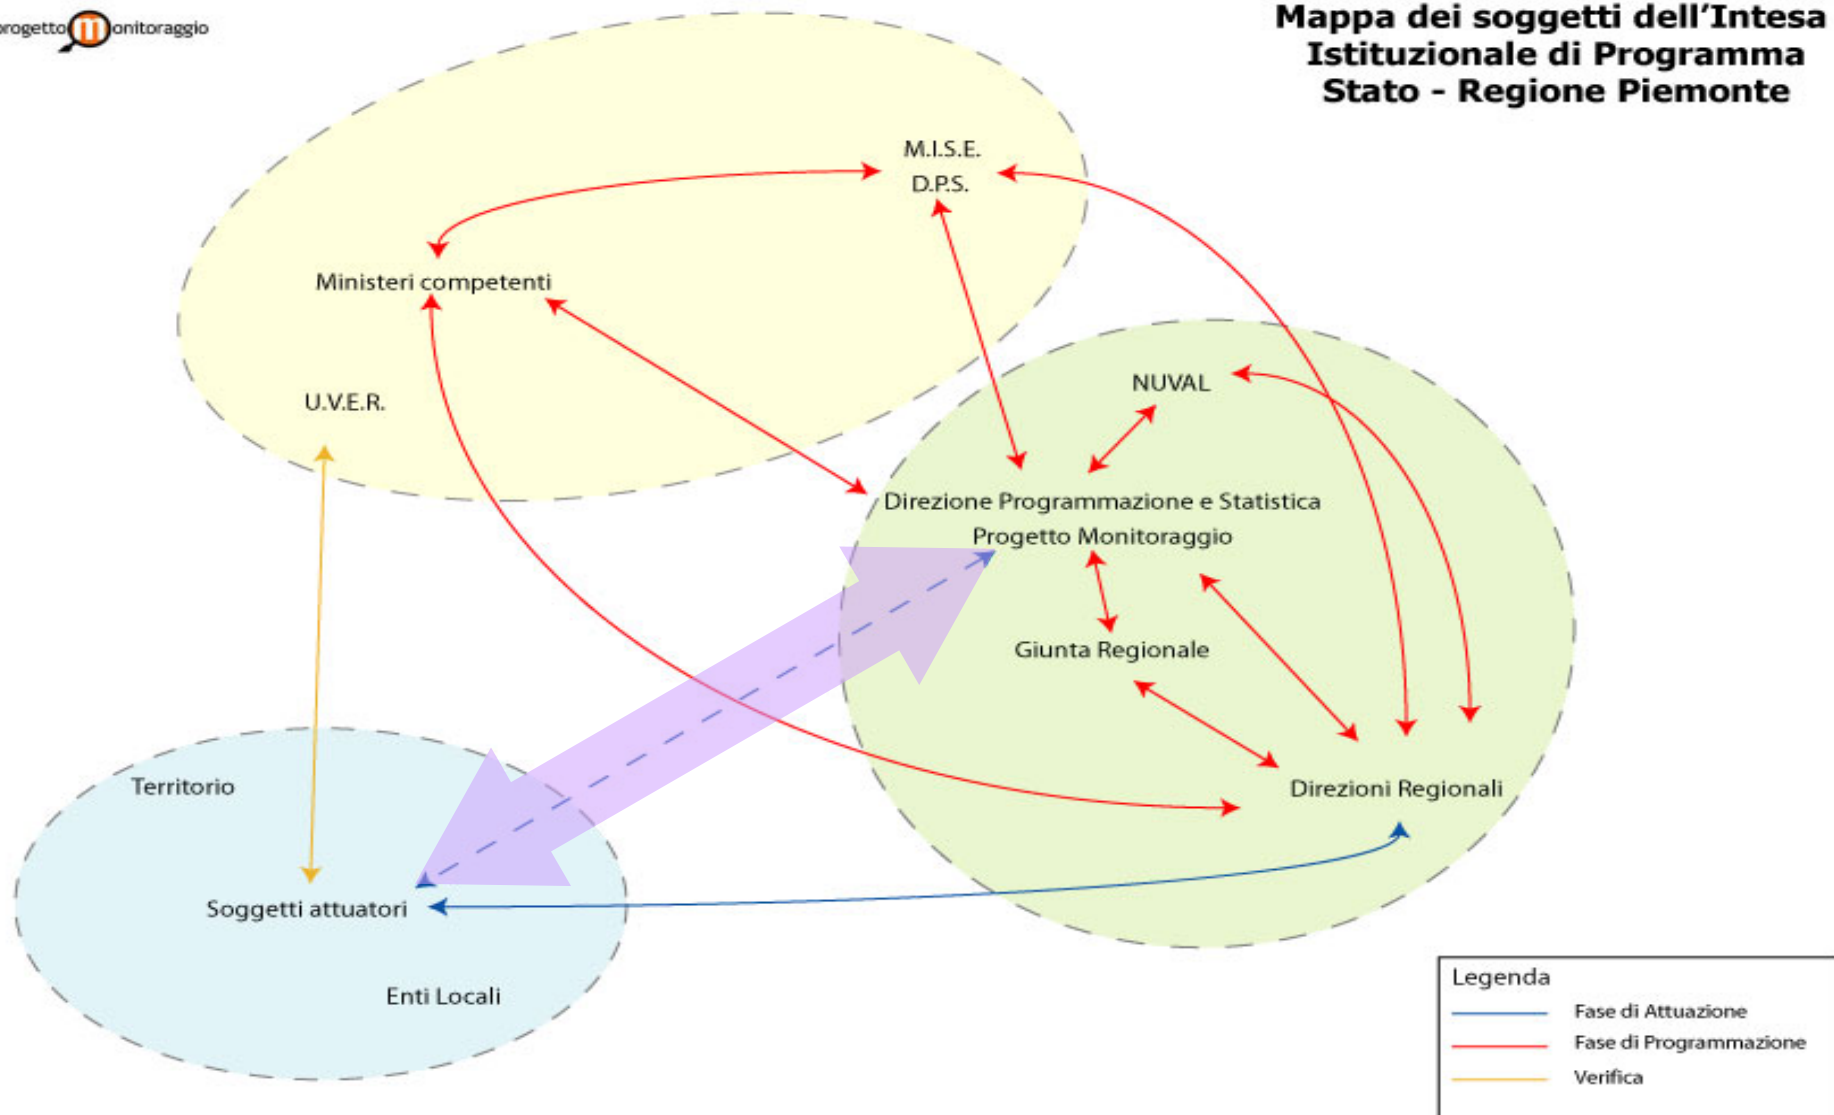 progetto monitoraggio
Mappa dei soggetti dell'Intesa
Istituzionale di Programma
Stato - Regione Piemonte
M.I.S.E.
D.P.S.
Ministeri competenti
U.V.E.R.
NUVAL
Direzione Programmazione e Statistica
Progetto Monitoraggio
Giunta Regionale
Direzioni Regionali
Territorio
Soggetti attuatori
Enti Locali
Legenda
Fase di Attuazione
Fase di Programmazione
Verifica